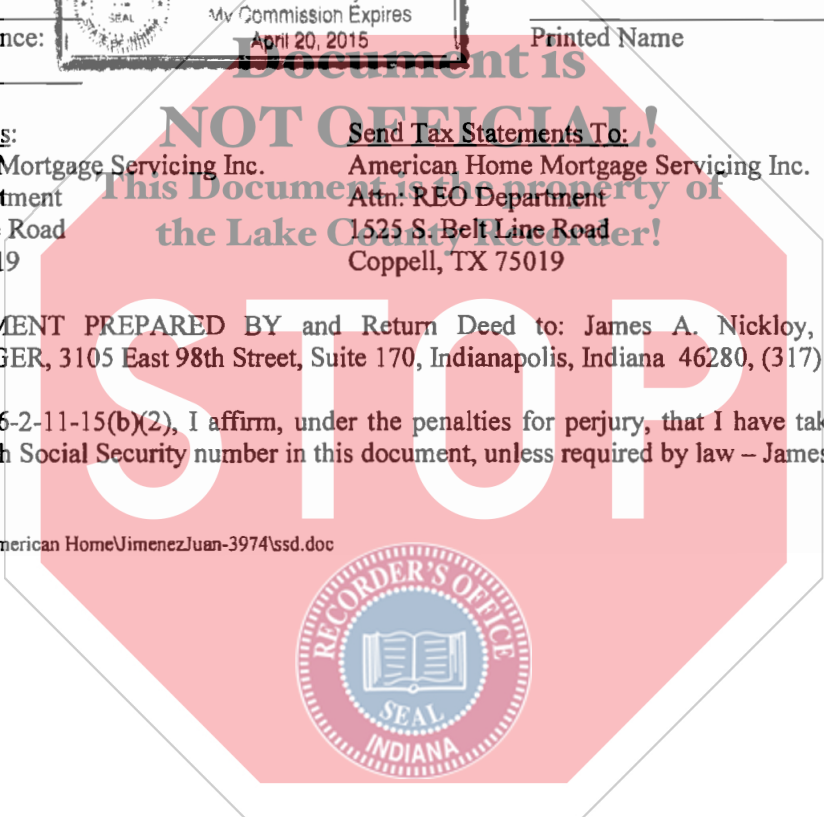 SEAL
My Commission Expires
nce: April 20, 2015 Printed Name
Document is
NOT OFFICIAL!
This Document is the property of
the Lake County Recorder!
s: Send Tax Statements To:
Mortgage Servicing Inc. American Home Mortgage Servicing Inc.
tment Attn: REO Department
Road 1525 S. Belt Line Road
19 Coppell, TX 75019
STOP
MENT PREPARED BY and Return Deed to: James A. Nickloy,
GER, 3105 East 98th Street, Suite 170, Indianapolis, Indiana 46280, (317)
6-2-11-15(b)(2), I affirm, under the penalties for perjury, that I have tak
h Social Security number in this document, unless required by law – James
merican Home\JimenezJuan-3974\ssd.doc
RECORDER'S OFFICE
SEAL
INDIANA